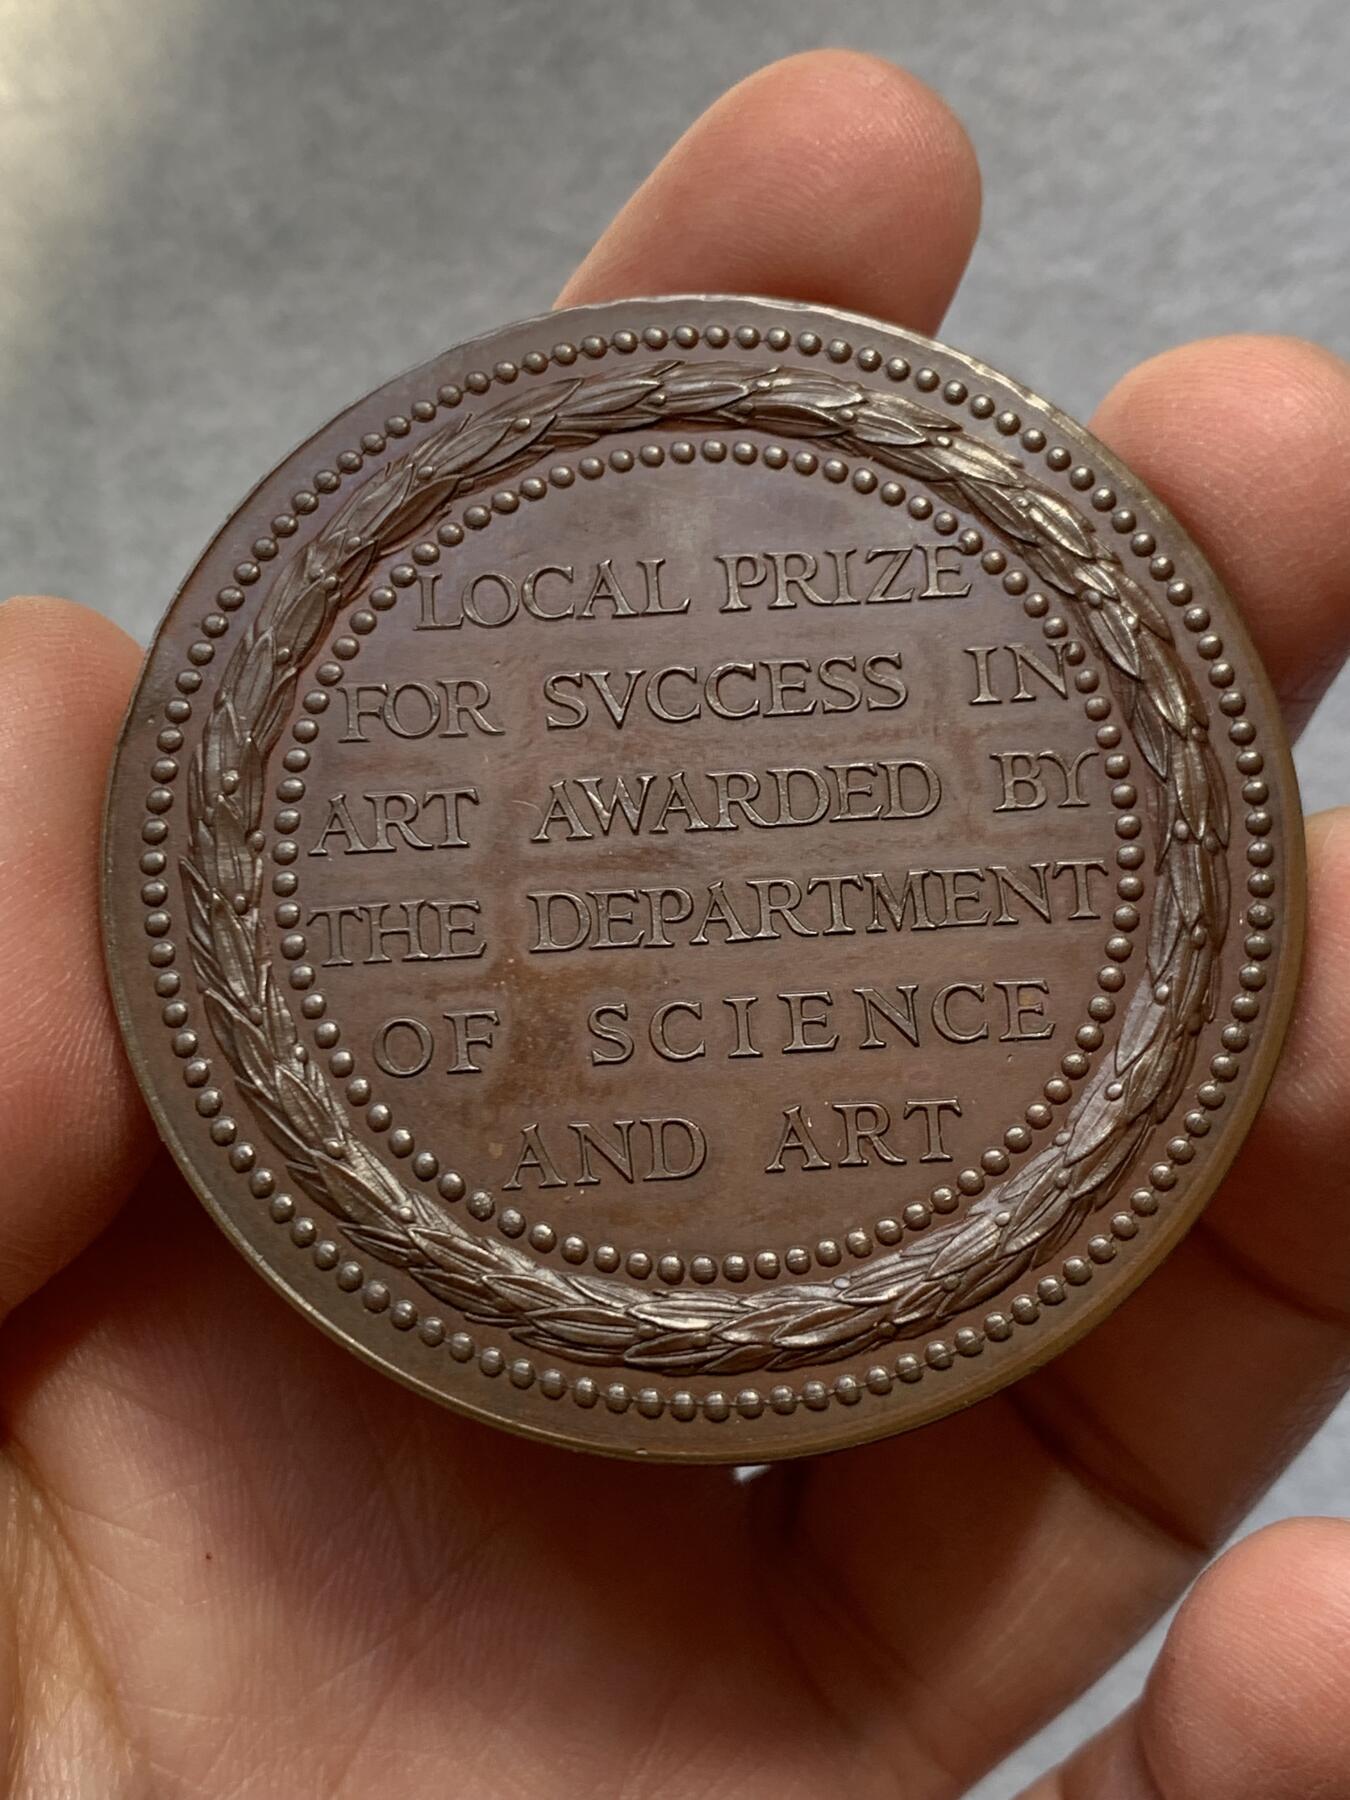 LOCAL PRIZE
FOR SVCCESS IN
ART AWARDED BY
THE DEPARTMENT
OF SCIENCE
AND ART